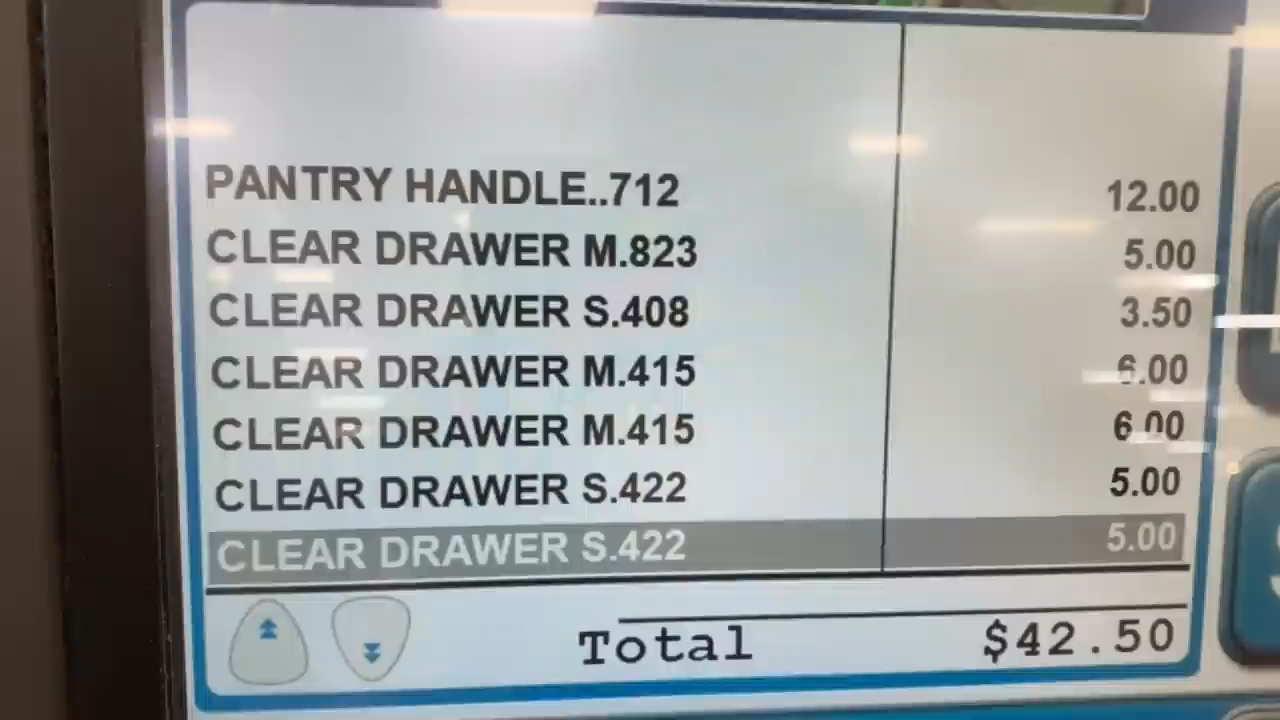 PANTRY HANDLE..712 12.00
CLEAR DRAWER M.823 5.00
CLEAR DRAWER S.408 3.50
CLEAR DRAWER M.415 6.00
CLEAR DRAWER M.415 6.00
CLEAR DRAWER S.422 5.00
CLEAR DRAWER S.422 5.00
Total $42.50